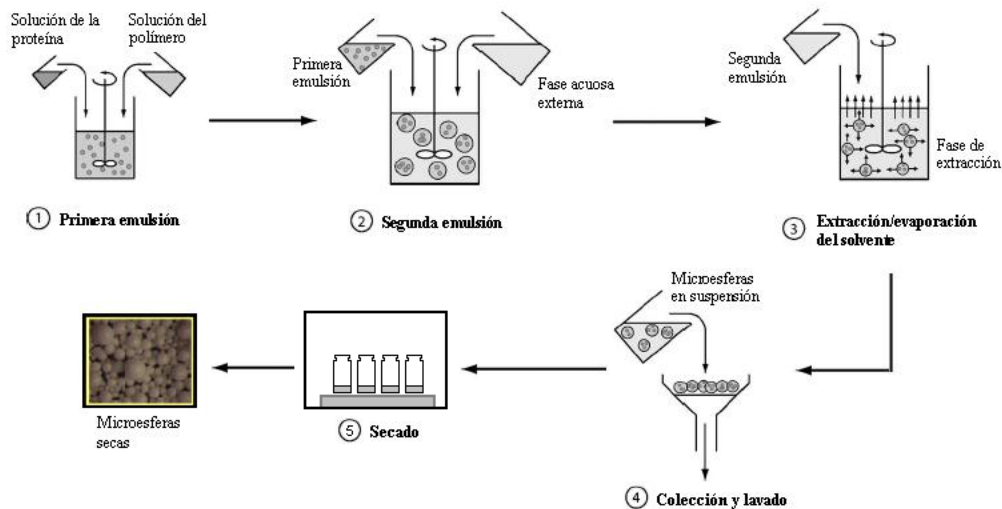 Solución de la
proteína
Solución del
polímero
1 Primera emulsión
Primera
emulsión
Fase acuosa
externa
2 Segunda emulsión
Segunda
emulsión
Fase de
extracción
3 Extracción/evaporación
del solvente
Microesferas
en suspensión
4 Colección y lavado
5 Secado
Microesferas
secas